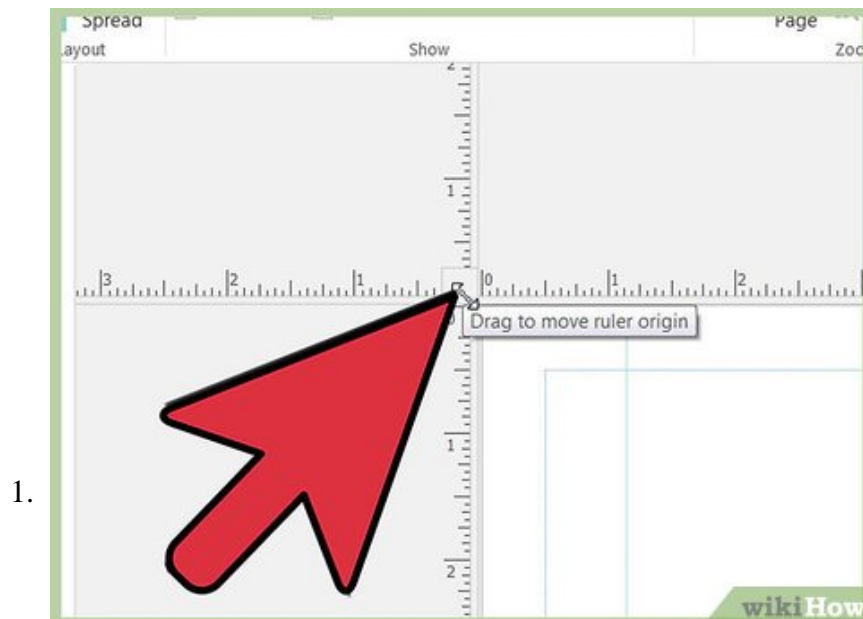 Spread
Page
ayout
Show
Zoo
2
1
3 2 1 0 1 2
Drag to move ruler origin
0
1
1.
2
wikiHow